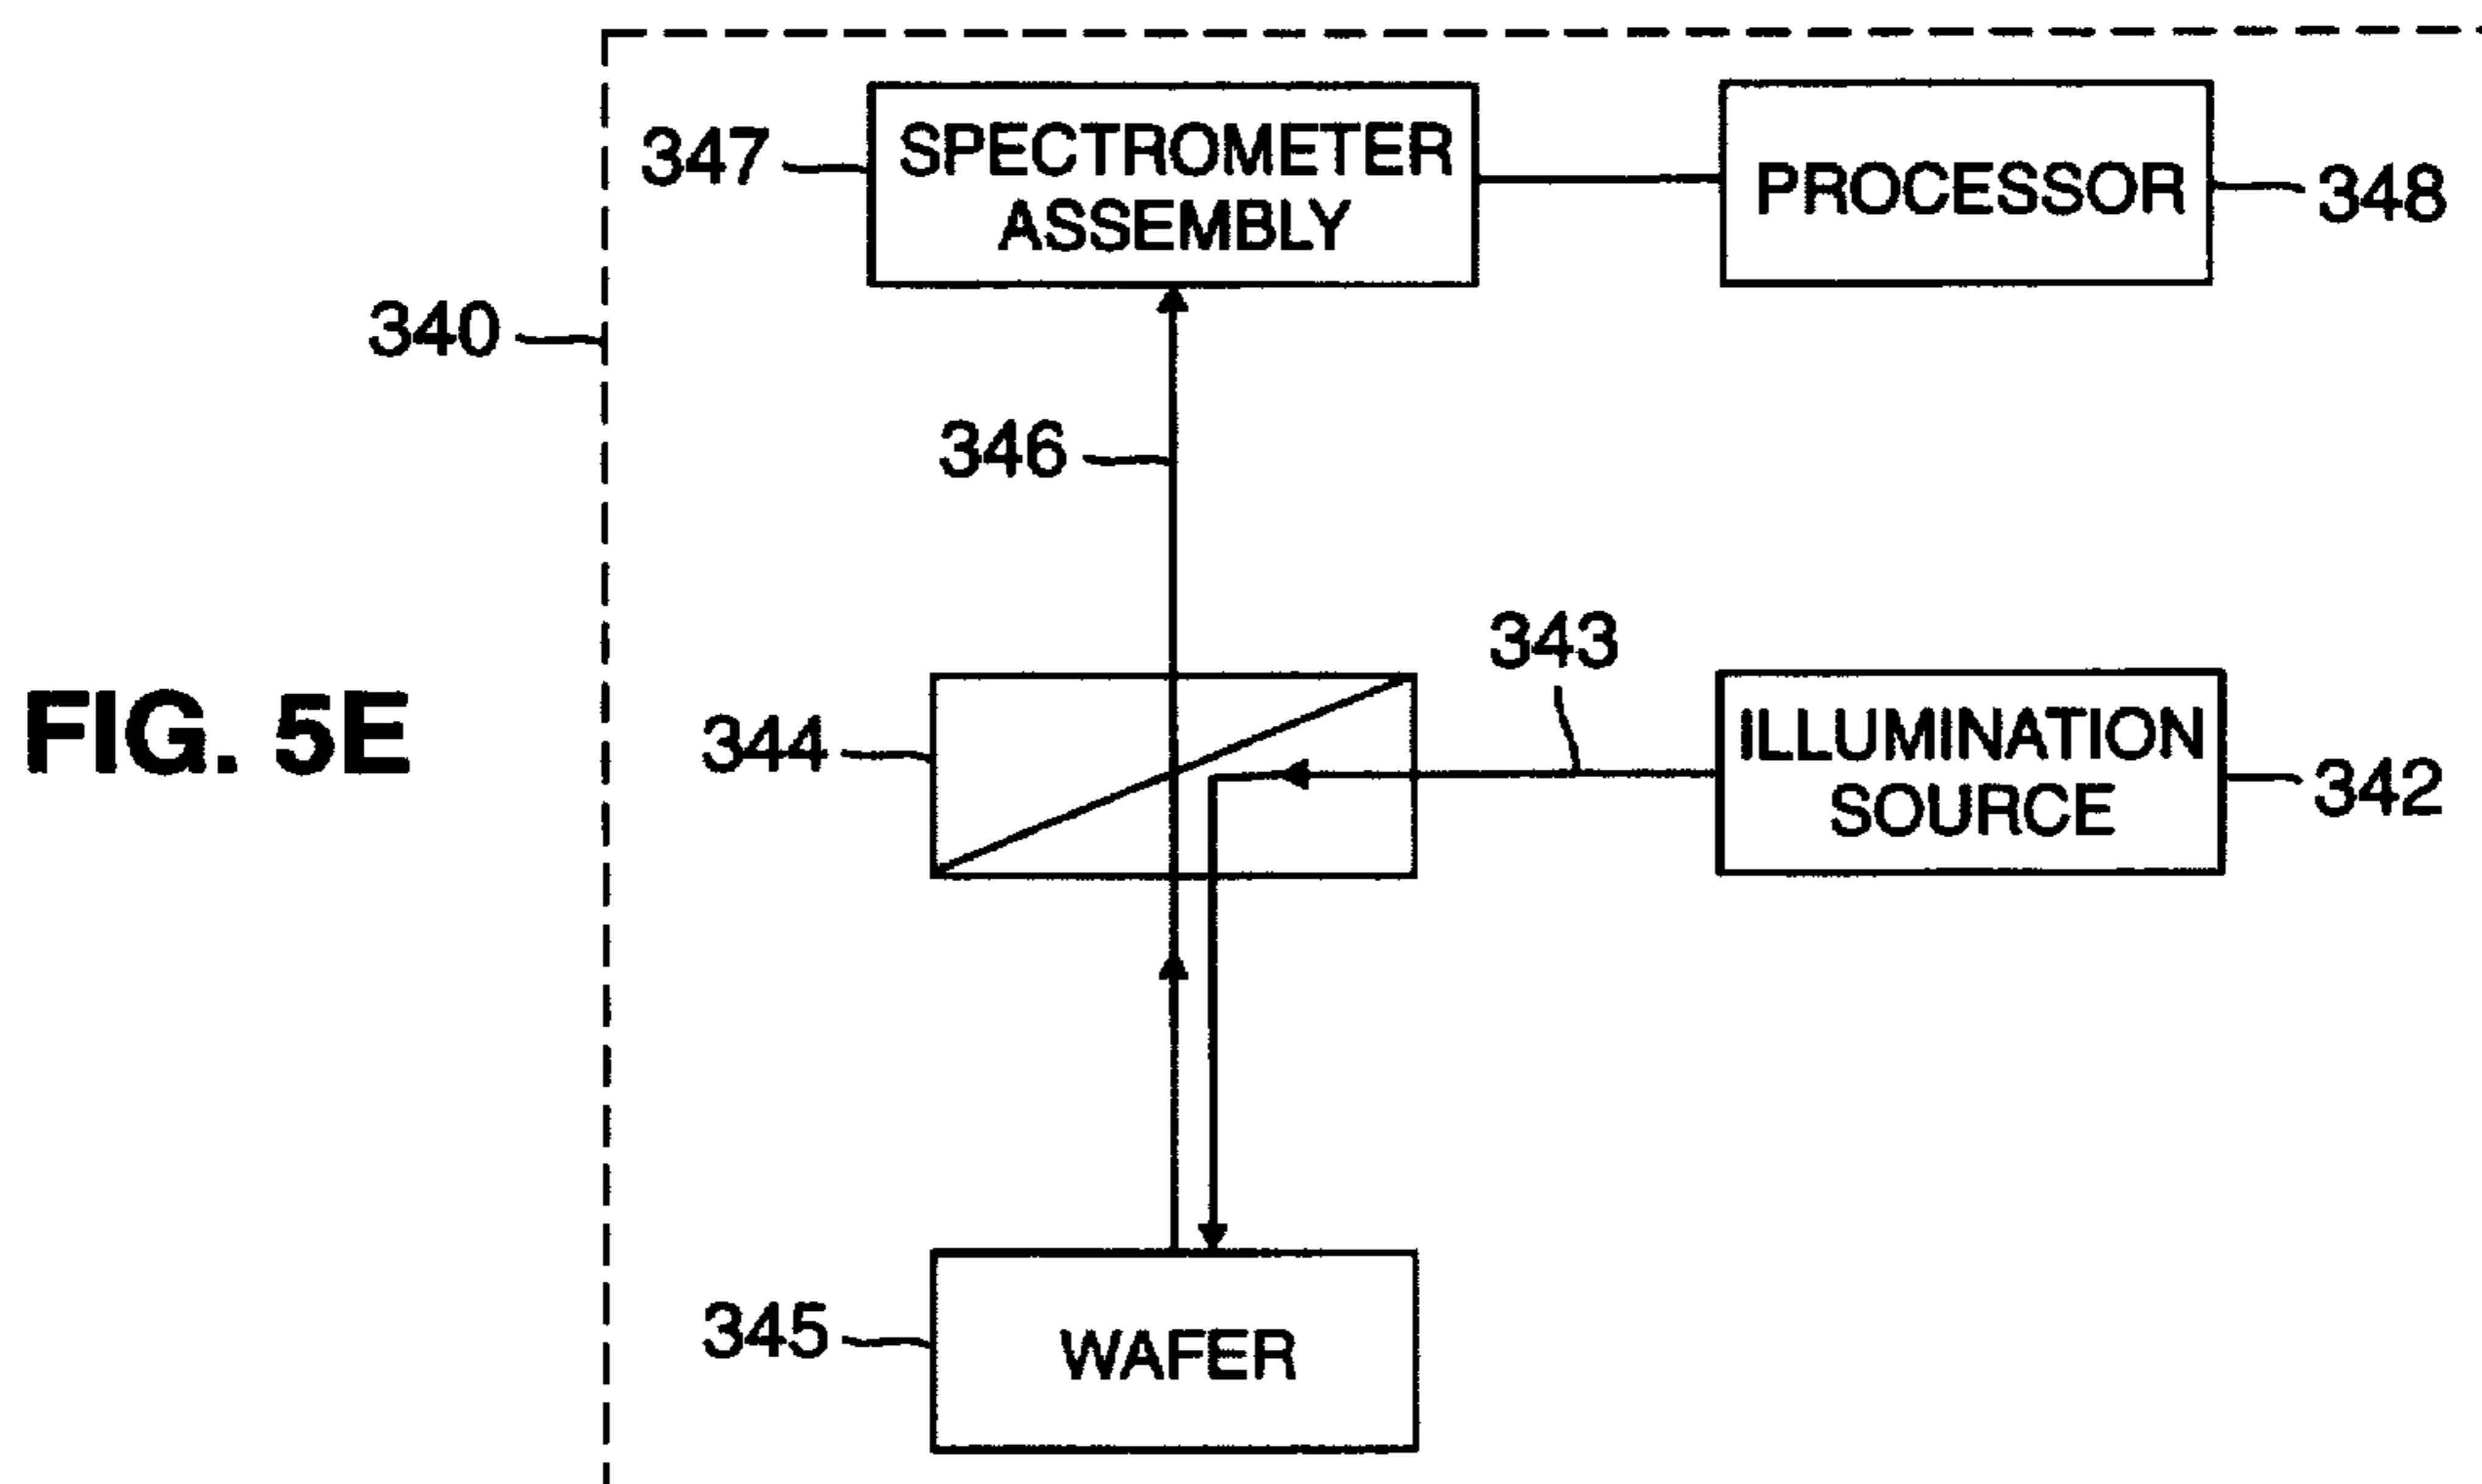 347
SPECTROMETER
ASSEMBLY
PROCESSOR
348
340
346
343
FIG. 5E
344
ILLUMINATION
SOURCE
342
345
WAFER